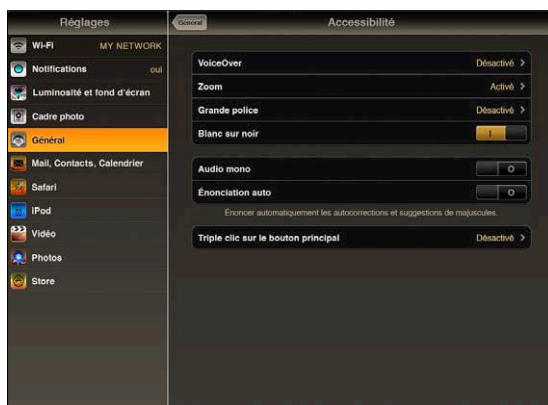 Réglages
Wi-Fi MY NETWORK
Notifications oui
Luminosité et fond d'écran
Cadre photo
Général
Mail, Contacts, Calendrier
Safari
iPod
Vidéo
Photos
Store
Général Accessibilité
VoiceOver Désactivé
Zoom Activé
Grande police Désactivé
Blanc sur noir I
Audio mono O
Énonciation auto O
Énoncer automatiquement les autocorrections et suggestions de majuscules.
Triple clic sur le bouton principal Désactivé